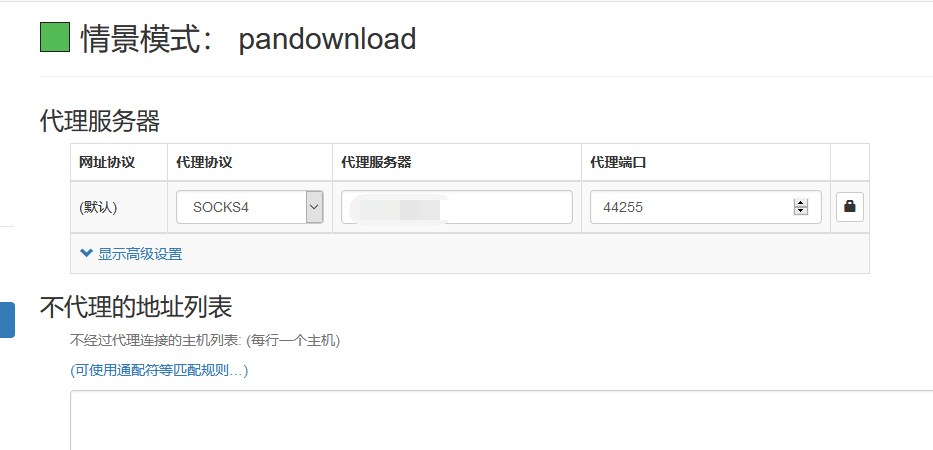 情景模式： pandownload
代理服务器
网址协议 代理协议 代理服务器 代理端口
(默认) SOCKS4 44255
显示高级设置
不代理的地址列表
不经过代理连接的主机列表: (每行一个主机)
(可使用通配符等匹配规则…)